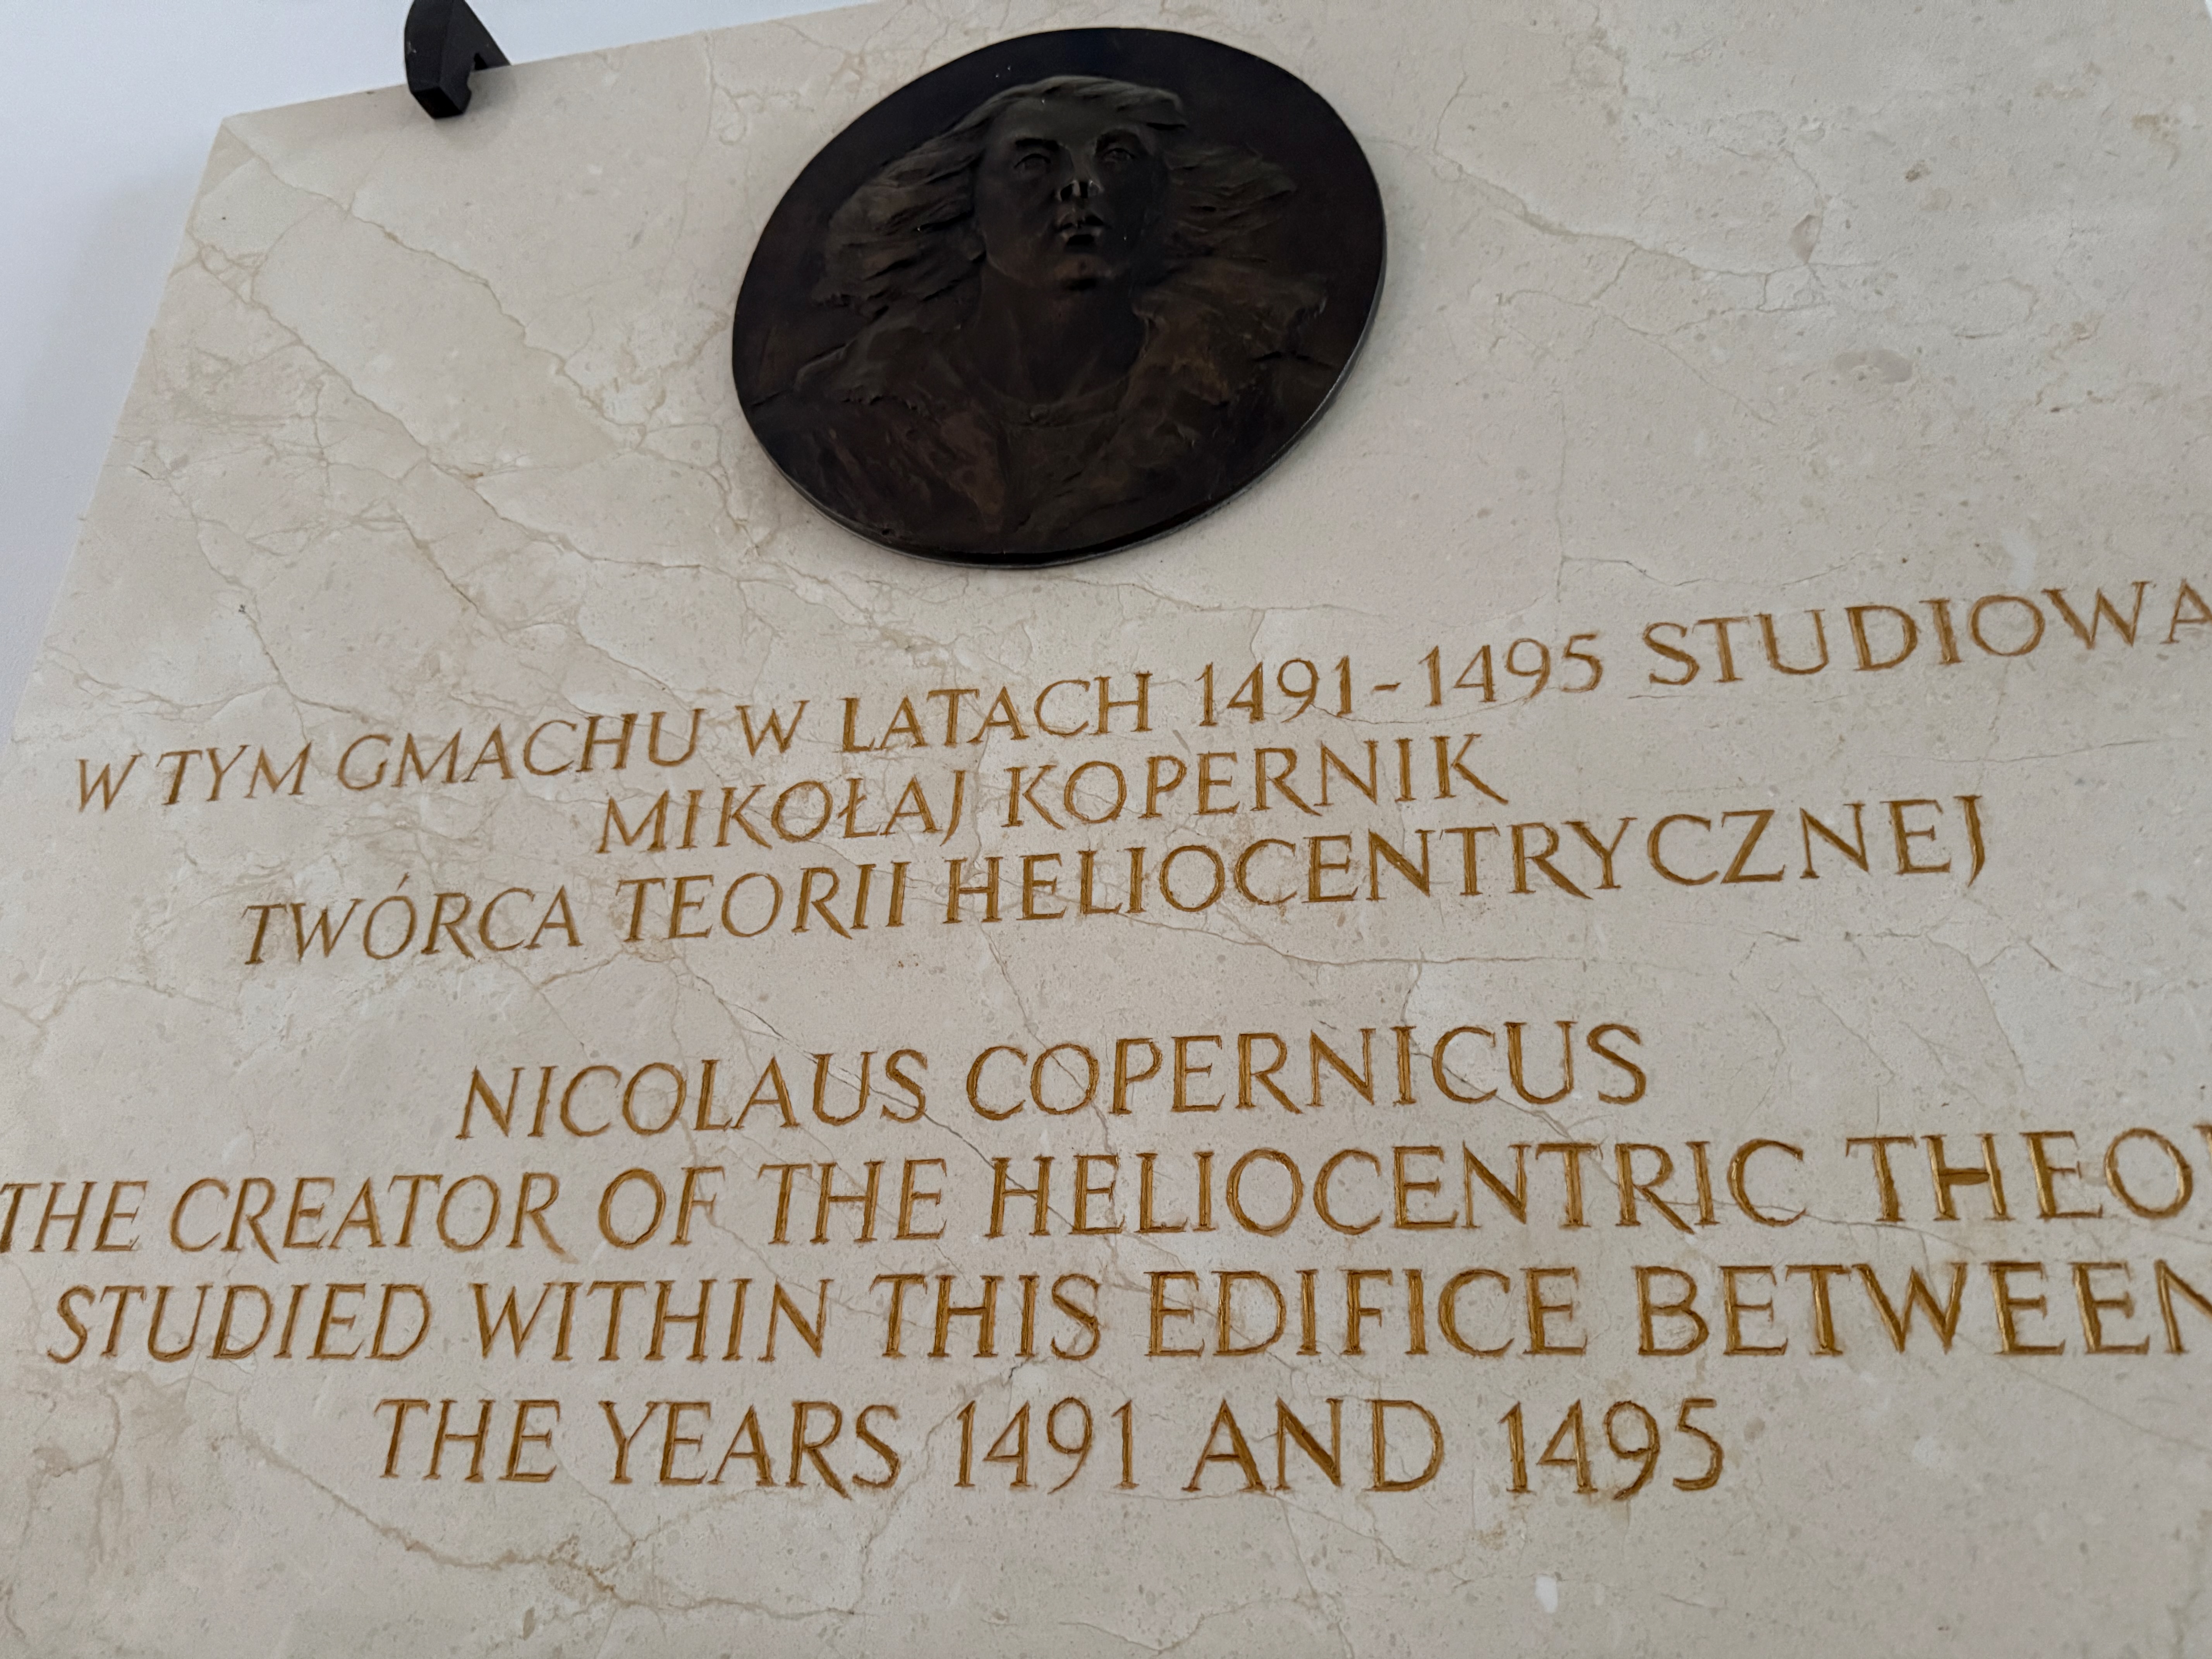 W TYM GMACHU W LATACH 1491-1495 STUDIOWA
MIKOŁAJ KOPERNIK
TWÓRCA TEORII HELIOCENTRYCZNEJ
NICOLAUS COPERNICUS
THE CREATOR OF THE HELIOCENTRIC THEO
STUDIED WITHIN THIS EDIFICE BETWEEN
THE YEARS 1491 AND 1495